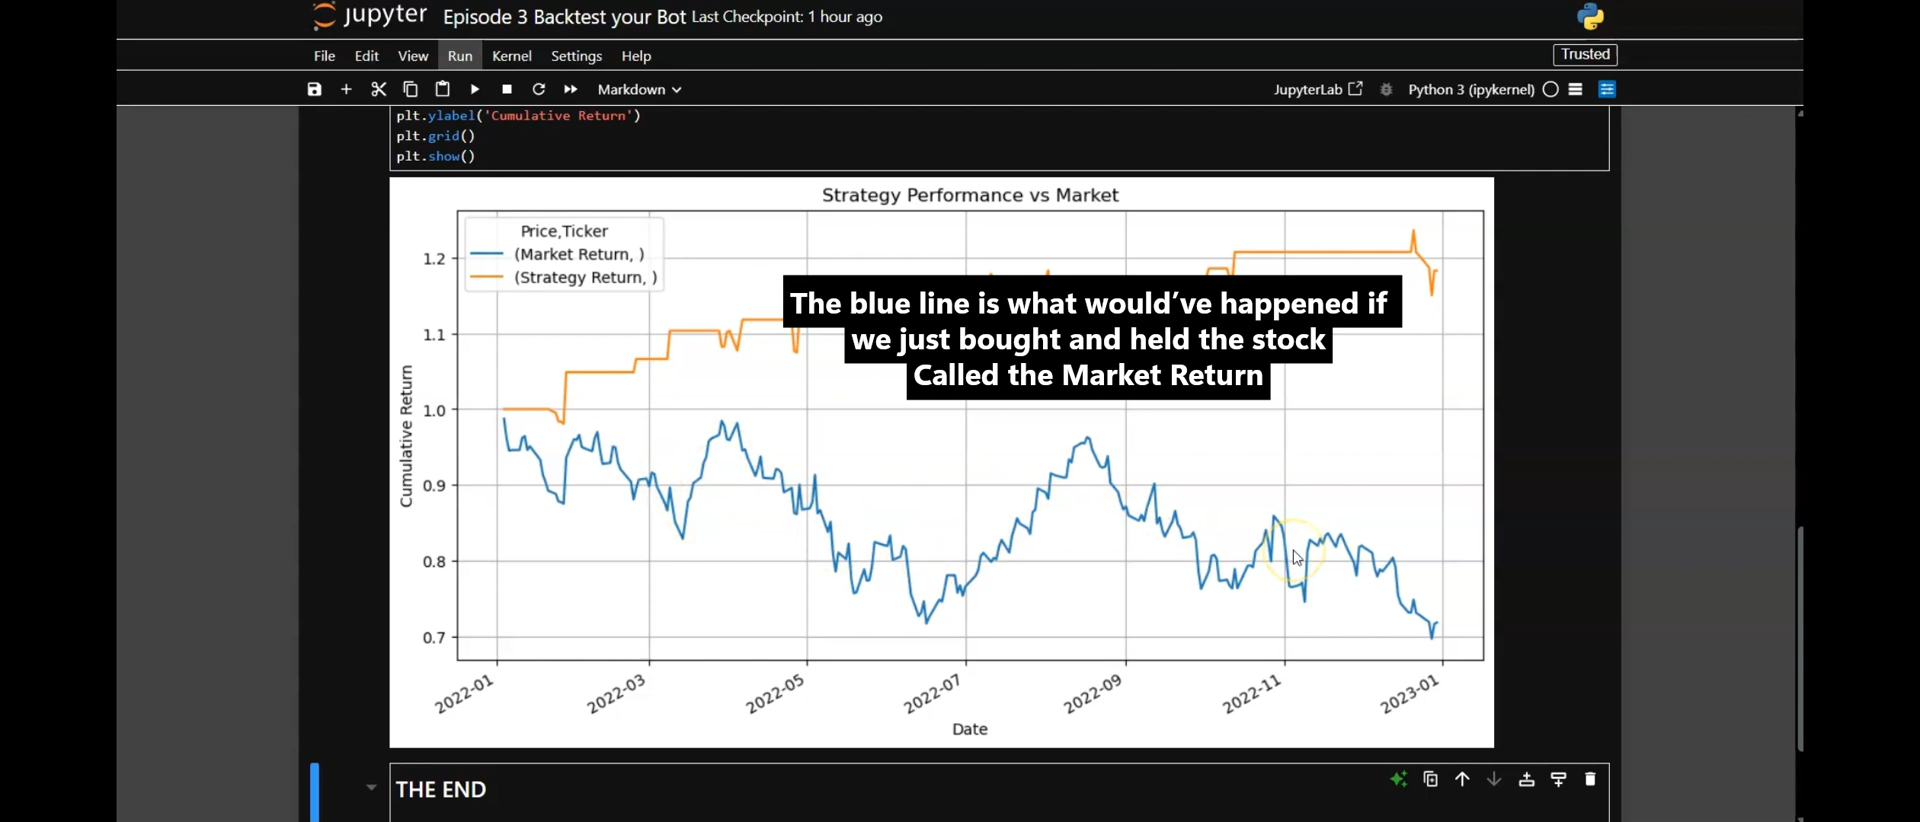 jupyter Episode 3 Backtest your Bot Last Checkpoint: 1 hour ago
File Edit View Run Kernel Settings Help
Trusted
Markdown
JupyterLab
Python 3 (ipykernel)
plt.ylabel('Cumulative Return')
plt.grid()
plt.show()
Strategy Performance vs Market
Price,Ticker
(Market Return, )
(Strategy Return, )
The blue line is what would’ve happened if
we just bought and held the stock
Called the Market Return
Cumulative Return
1.2
1.1
1.0
0.9
0.8
0.7
2022-01
2022-03
2022-05
2022-07
2022-09
2022-11
2023-01
Date
THE END